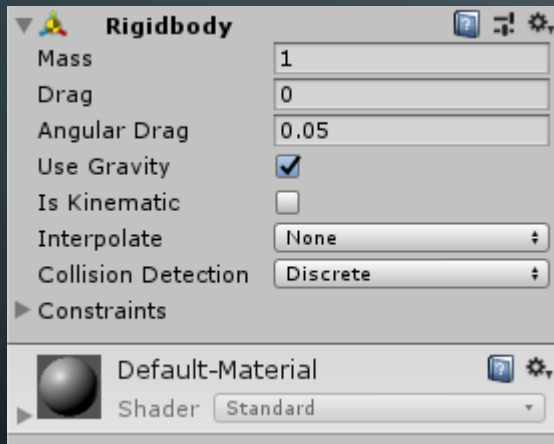 Rigidbody
Mass 1
Drag 0
Angular Drag 0.05
Use Gravity
Is Kinematic
Interpolate None
Collision Detection Discrete
Constraints
Default-Material
Shader Standard